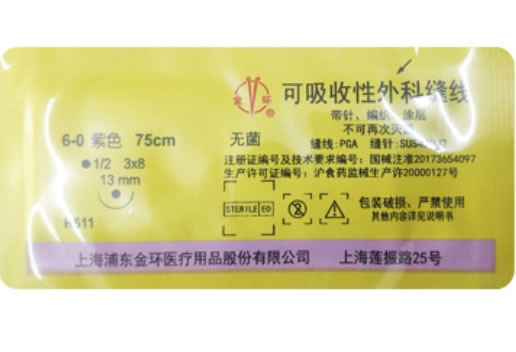 金环®
可吸收性外科缝线
带针、编织、涂层
不可再次灭菌
6-0 紫色 75cm
无菌
缝线:PGA 缝针:
1/2 3x8
注册证编号及技术要求编号:国械注准20173654097
13 mm
生产许可证编号:沪食药监械生产许20000127号
STERILE EO
包装破损、严禁使用
其他内容详见说明书
上海浦东金环医疗用品股份有限公司 上海莲振路25号